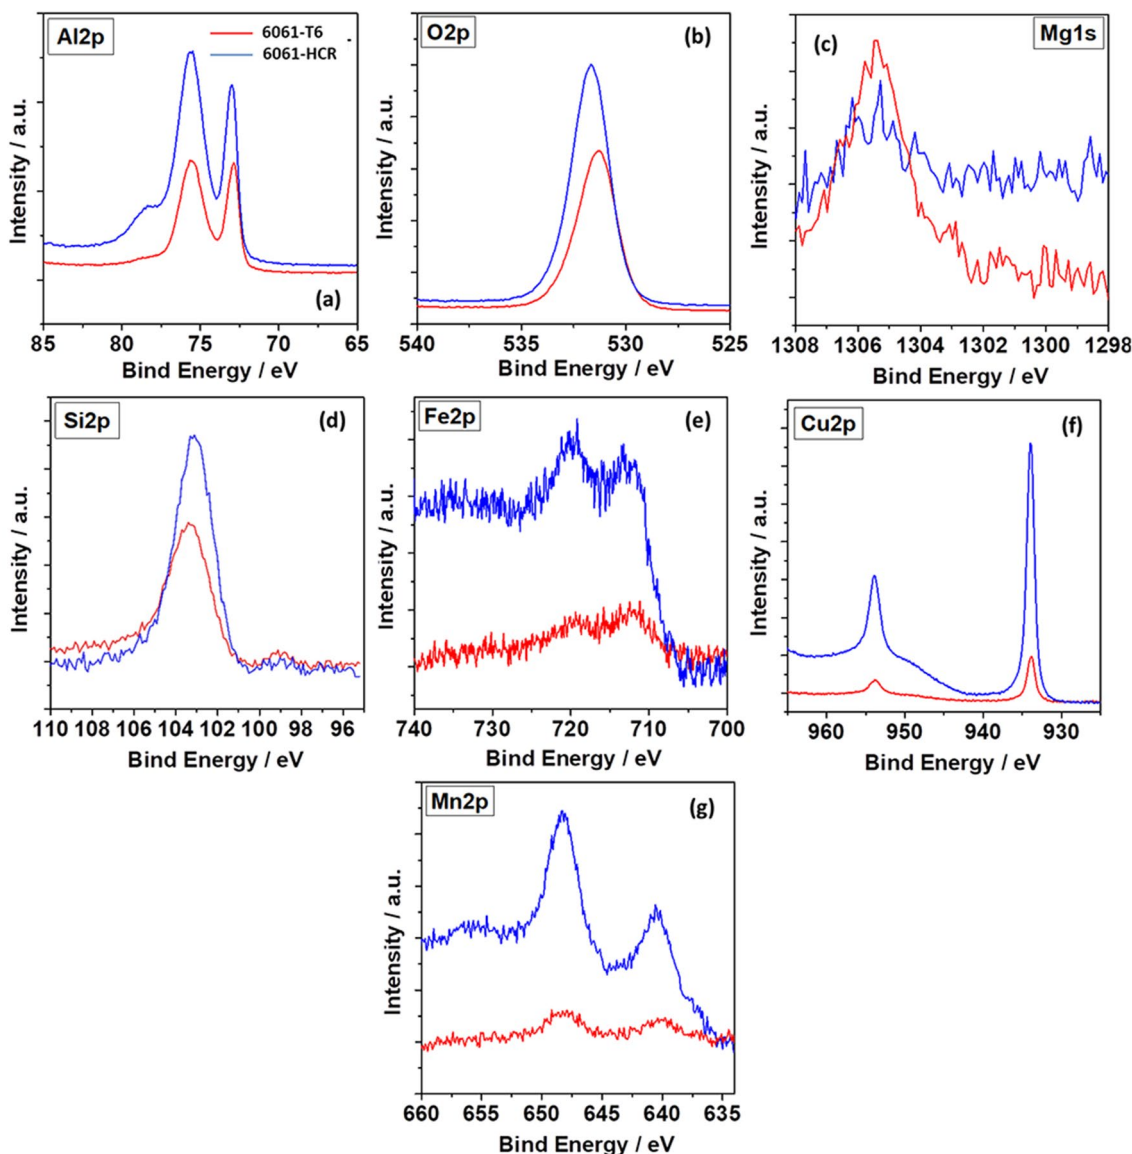 Al2p
6061-T6
6061-HCR
(a)
Intensity / a.u.
85 80 75 70 65
Bind Energy / eV
O2p
(b)
Intensity / a.u.
540 535 530 525
Bind Energy / eV
(c)
Mg1s
Intensity / a.u.
1308 1306 1304 1302 1300 1298
Bind Energy / eV
Si2p
(d)
Intensity / a.u.
110 108 106 104 102 100 98 96
Bind Energy / eV
Fe2p
(e)
Intensity / a.u.
740 730 720 710 700
Bind Energy / eV
Cu2p
(f)
Intensity / a.u.
960 950 940 930
Bind Energy / eV
Mn2p
(g)
Intensity / a.u.
660 655 650 645 640 635
Bind Energy / eV